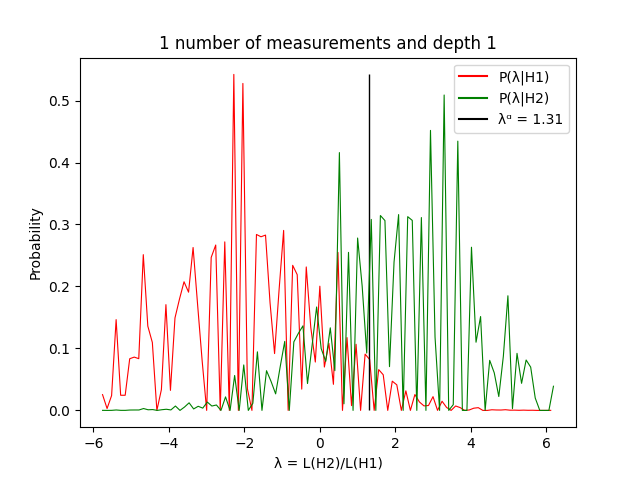 1 number of measurements and depth 1
P(λ|H1)
P(λ|H2)
λᵅ = 1.31
Probability
0.5
0.4
0.3
0.2
0.1
0.0
−6
−4
−2
0
2
4
6
λ = L(H2)/L(H1)